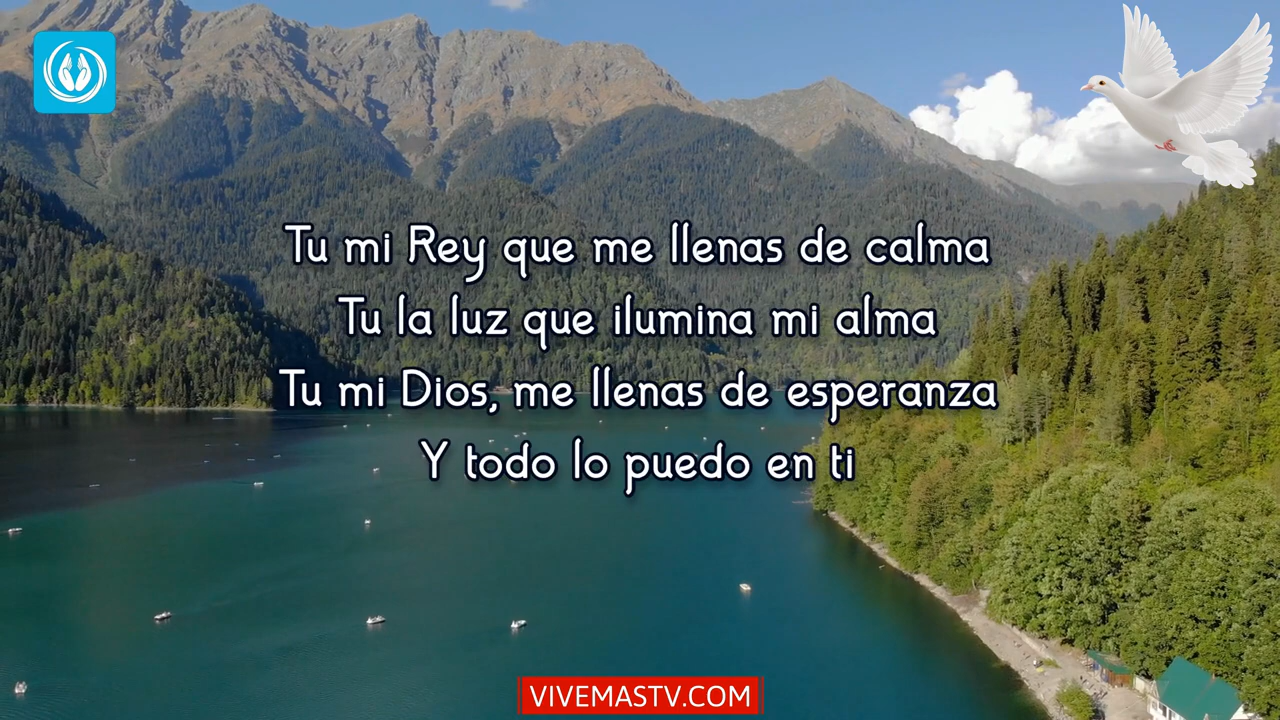 Tu mi Rey que me llenas de calma
Tu la luz que ilumina mi alma
Tu mi Dios, me llenas de esperanza
Y todo lo puedo en ti
VIVEMASTV.COM